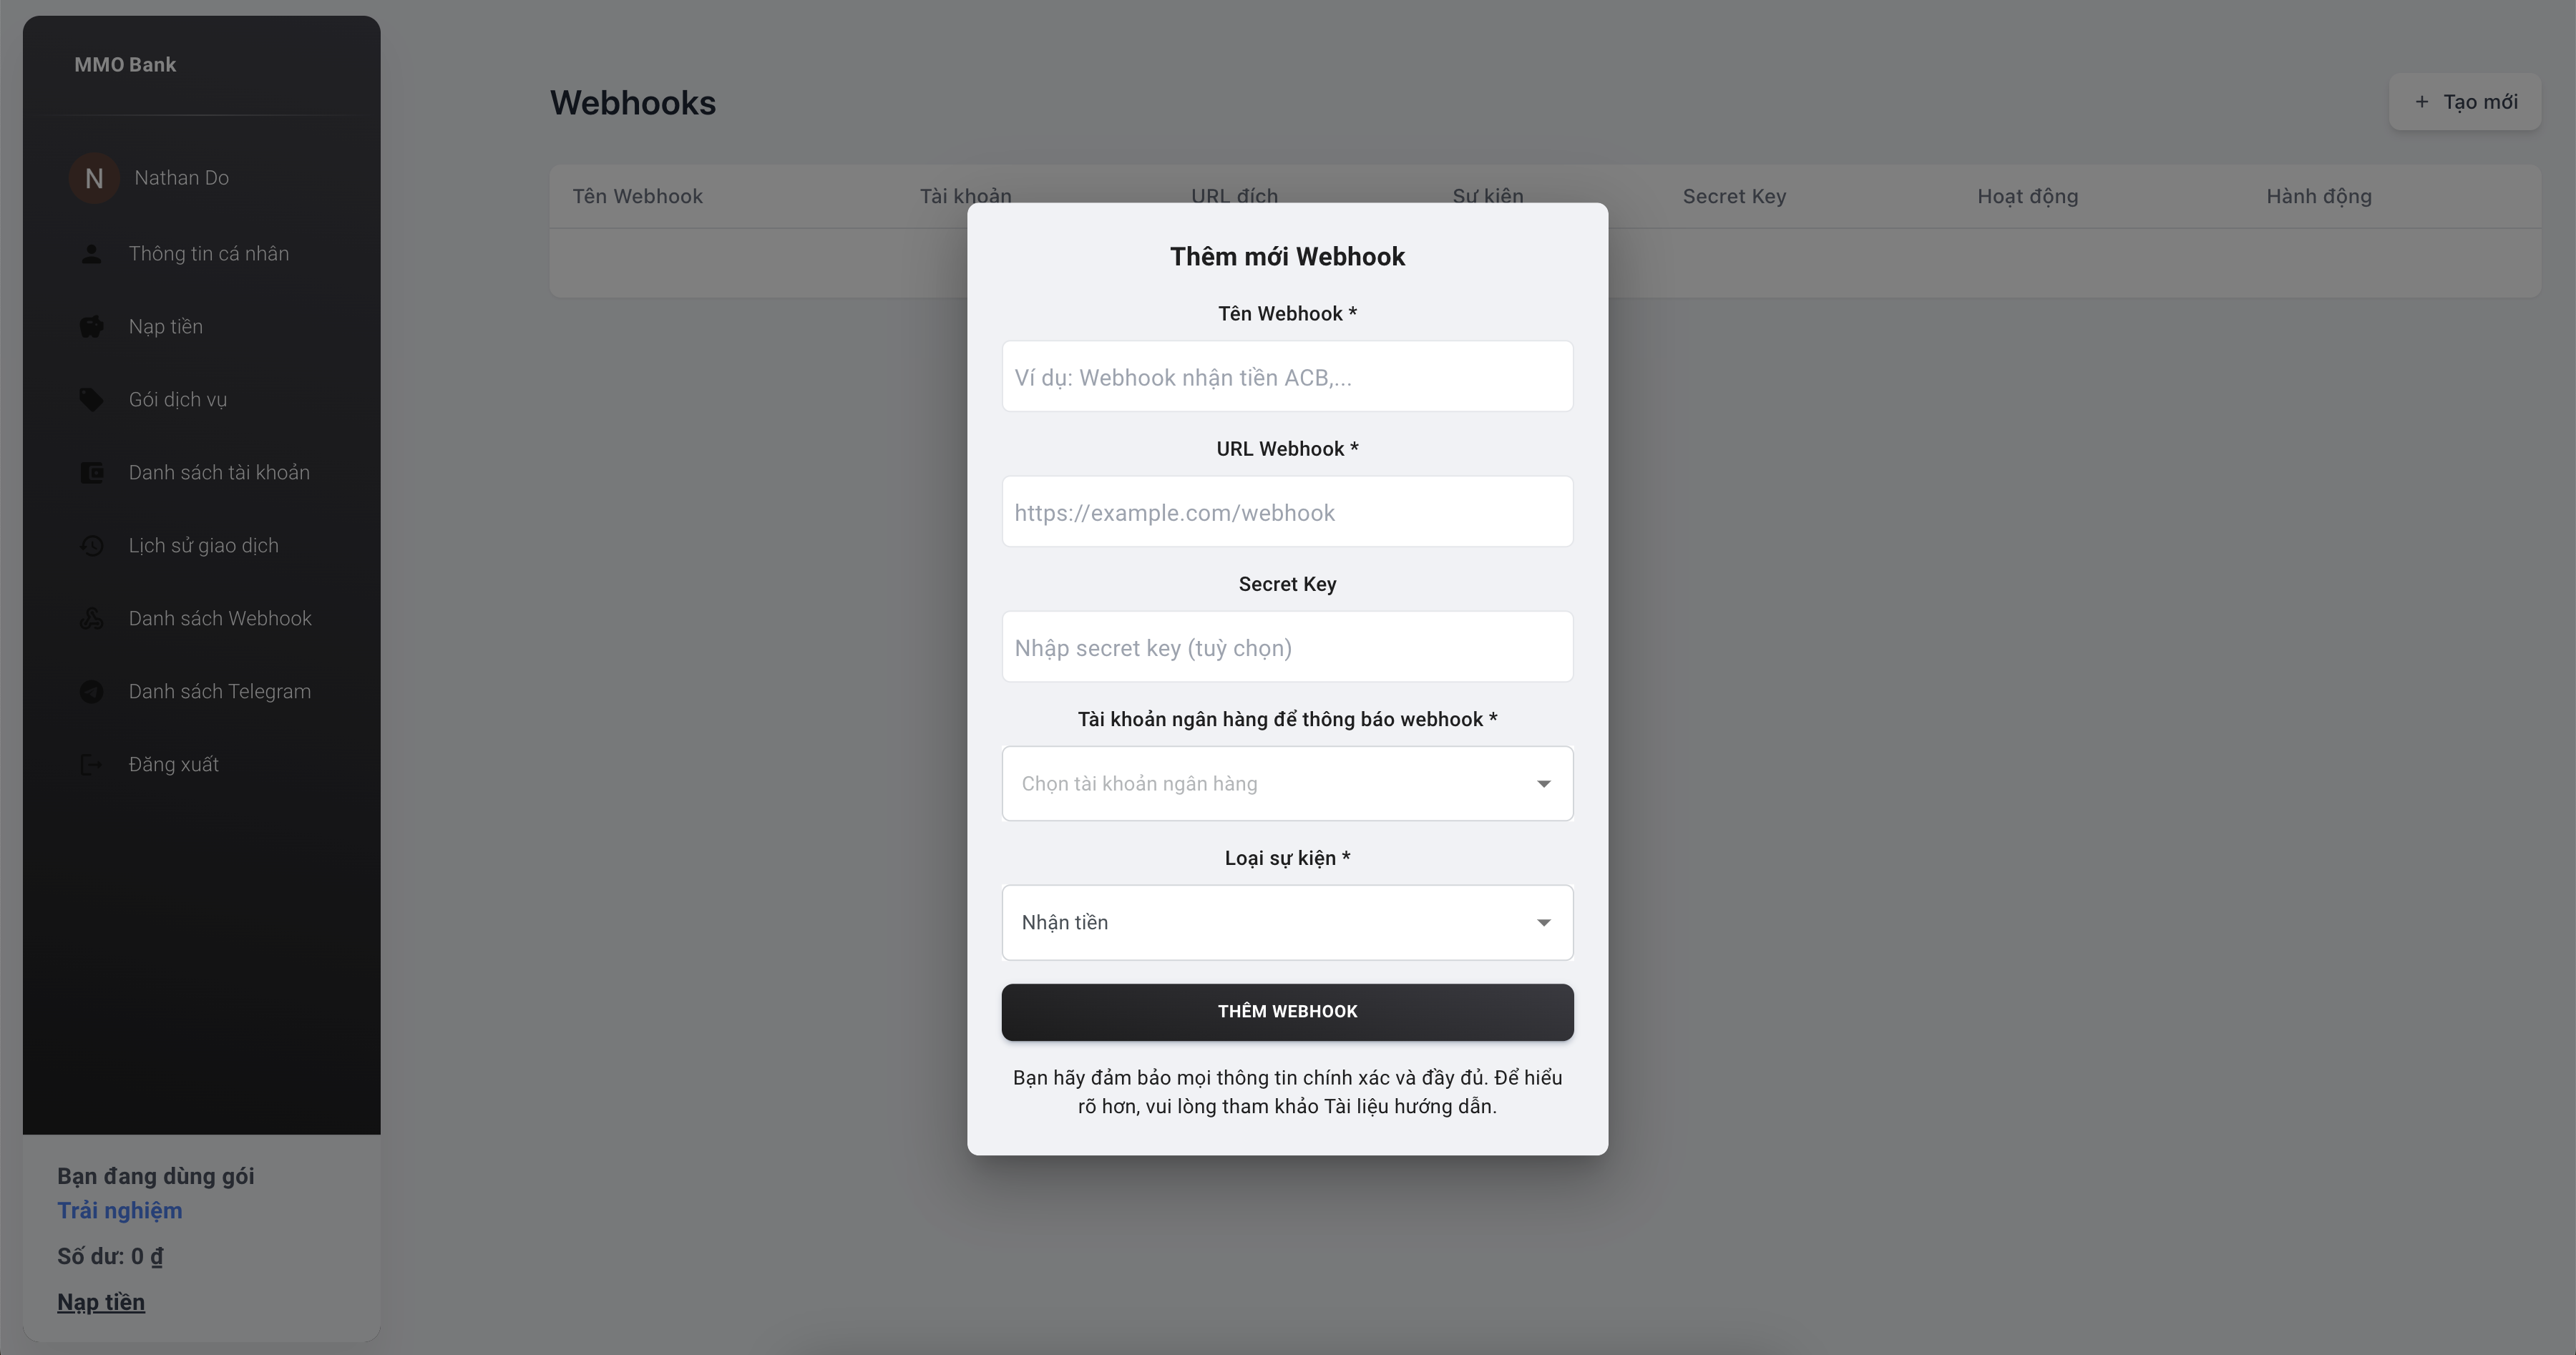 MMO Bank
N
Nathan Do
Thông tin cá nhân
Nạp tiền
Gói dịch vụ
Danh sách tài khoản
Lịch sử giao dịch
Danh sách Webhook
Danh sách Telegram
Đăng xuất
Bạn đang dùng gói
Trải nghiệm
Số dư: 0 ₫
Nạp tiền
Webhooks
+ Tạo mới
Tên Webhook Tài khoản URL đích Sự kiện Secret Key Hoạt động Hành động
Thêm mới Webhook
Tên Webhook *
Ví dụ: Webhook nhận tiền ACB,...
URL Webhook *
https://example.com/webhook
Secret Key
Nhập secret key (tuỳ chọn)
Tài khoản ngân hàng để thông báo webhook *
Chọn tài khoản ngân hàng
Loại sự kiện *
Nhận tiền
THÊM WEBHOOK
Bạn hãy đảm bảo mọi thông tin chính xác và đầy đủ. Để hiểu
rõ hơn, vui lòng tham khảo Tài liệu hướng dẫn.